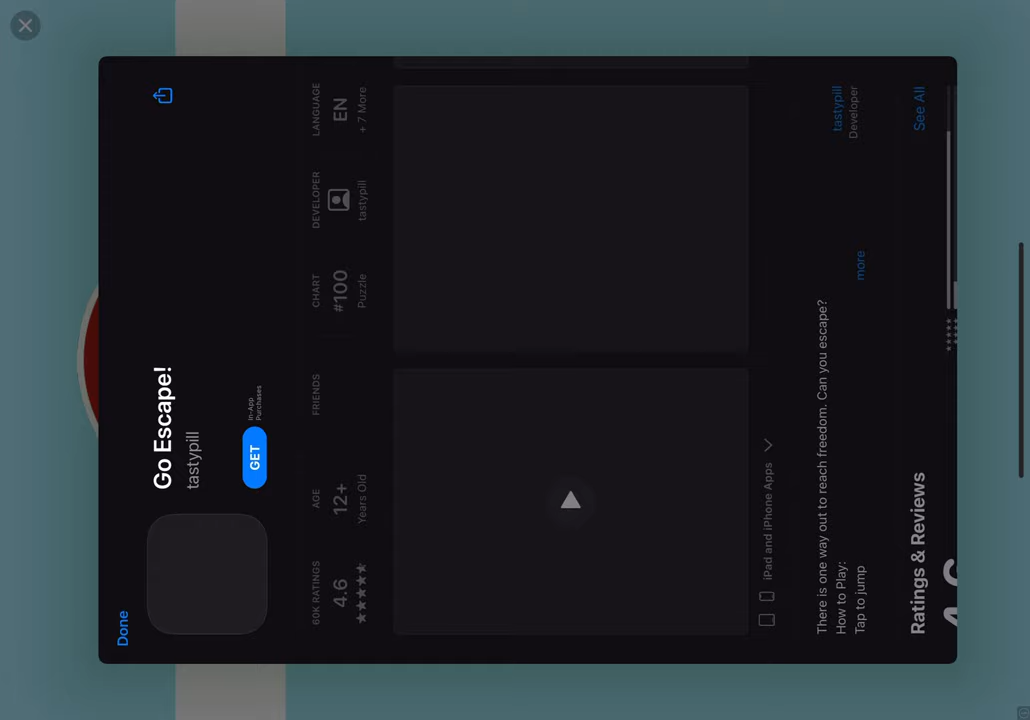 Done
Go Escape!
tastypill
GET
In-App
Purchases
60K RATINGS
4.6
★★★★★
AGE
12+
Years Old
FRIENDS
CHART
#100
Puzzle
DEVELOPER
tastypill
LANGUAGE
EN
+ 7 More
iPad and iPhone Apps
There is one way out to reach freedom. Can you escape?
How to Play:
Tap to jump
more
tastypill
Developer
Ratings & Reviews
See All